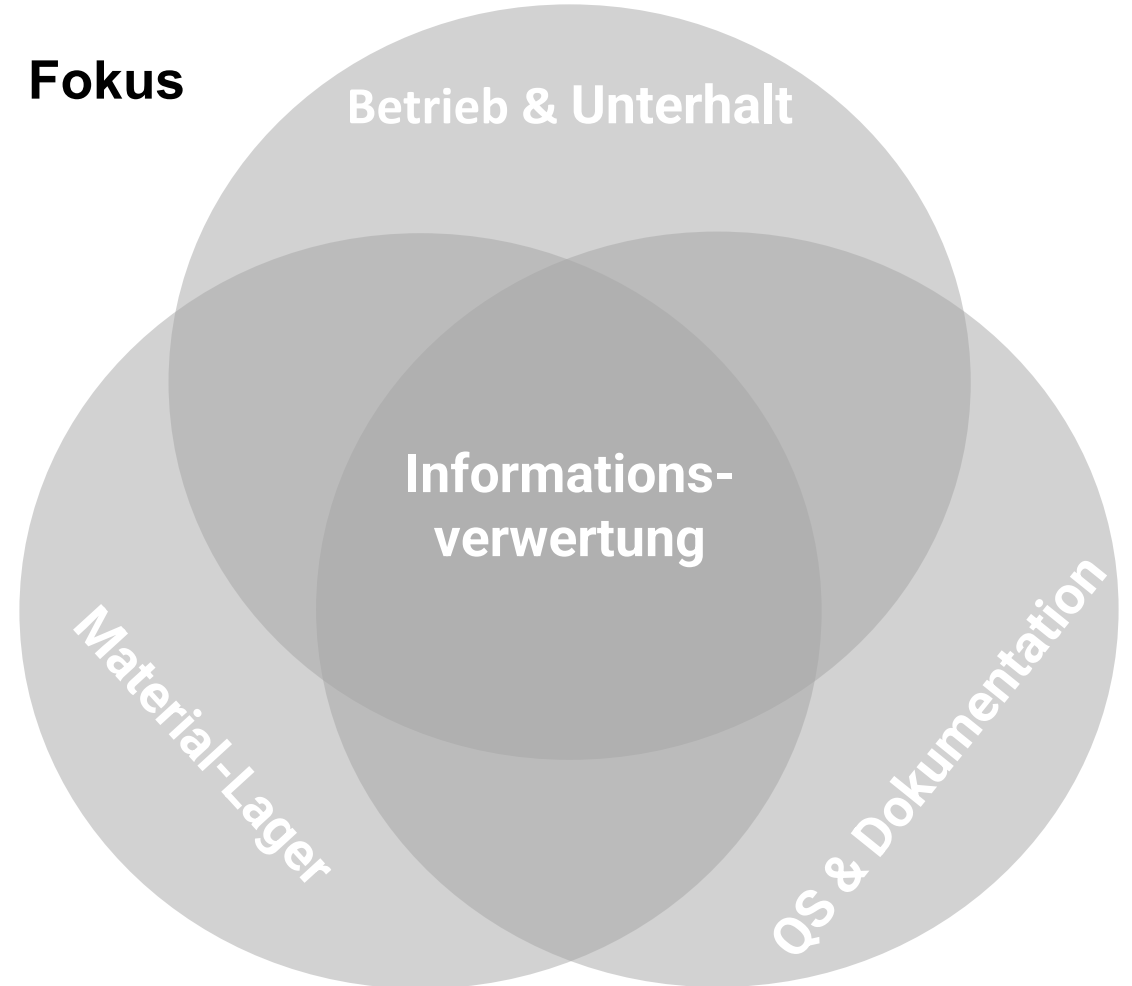 Fokus
Betrieb & Unterhalt
Informations-
verwertung
Material-Lager
QS & Dokumentation